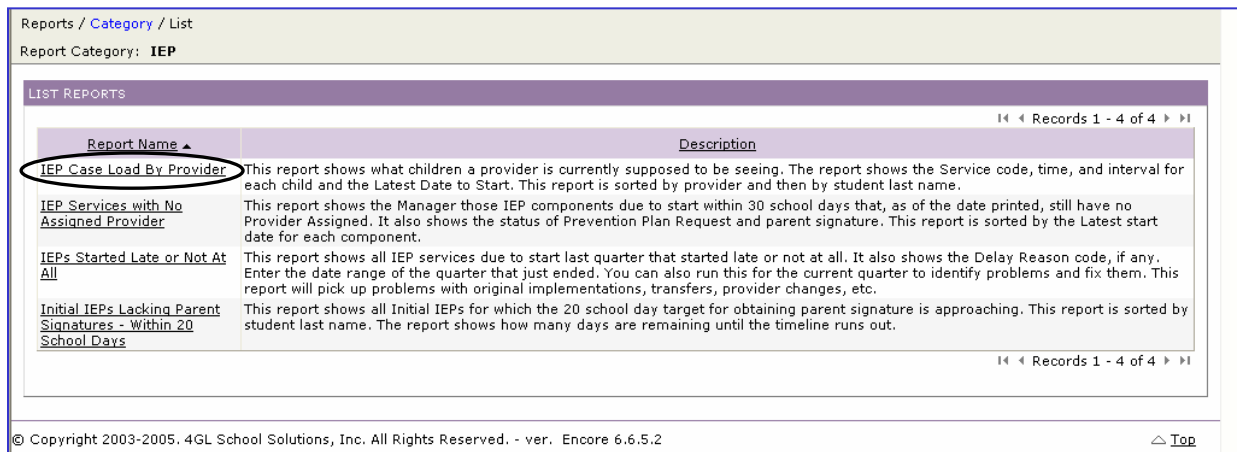 Reports / Category / List
Report Category: IEP
LIST REPORTS
Records 1 - 4 of 4
Report Name Description
IEP Case Load By Provider This report shows what children a provider is currently supposed to be seeing. The report shows the Service code, time, and interval for
each child and the Latest Date to Start. This report is sorted by provider and then by student last name.
IEP Services with No This report shows the Manager those IEP components due to start within 30 school days that, as of the date printed, still have no
Assigned Provider Provider Assigned. It also shows the status of Prevention Plan Request and parent signature. This report is sorted by the Latest start
date for each component.
IEPs Started Late or Not At This report shows all IEP services due to start last quarter that started late or not at all. It also shows the Delay Reason code, if any.
All Enter the date range of the quarter that just ended. You can also run this for the current quarter to identify problems and fix them. This
report will pick up problems with original implementations, transfers, provider changes, etc.
Initial IEPs Lacking Parent This report shows all Initial IEPs for which the 20 school day target for obtaining parent signature is approaching. This report is sorted by
Signatures - Within 20 student last name. The report shows how many days are remaining until the timeline runs out.
School Days
Records 1 - 4 of 4
© Copyright 2003-2005. 4GL School Solutions, Inc. All Rights Reserved. - ver. Encore 6.6.5.2 Top